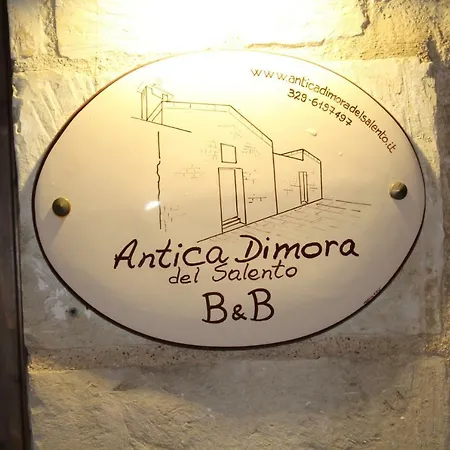 www.anticadimoradelsalento.it
329-6197497
Antica Dimora
del Salento
B&B